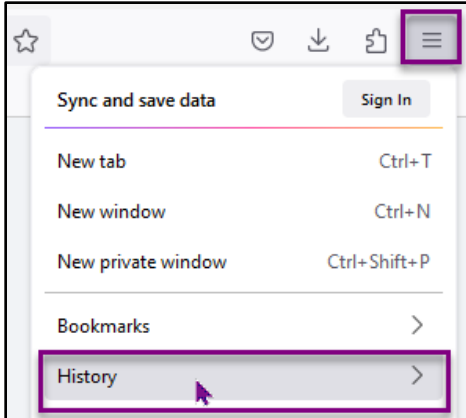 Sync and save data Sign In
New tab Ctrl+T
New window Ctrl+N
New private window Ctrl+Shift+P
Bookmarks
History